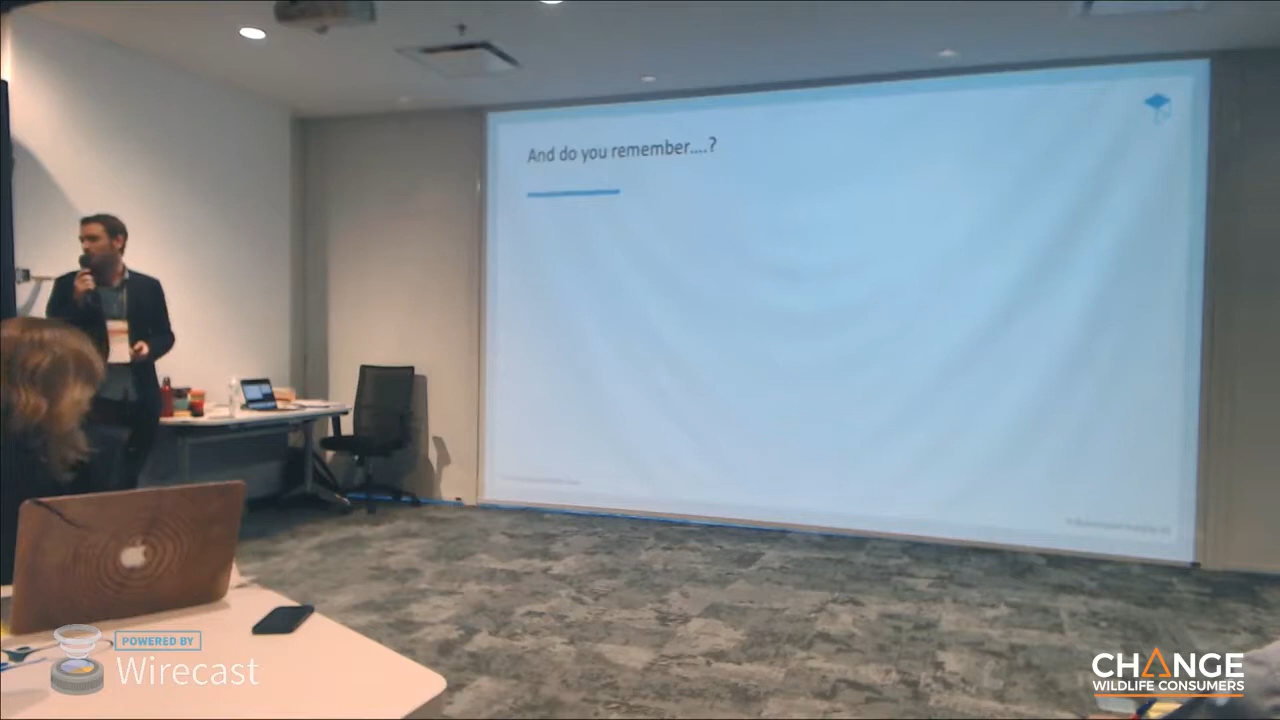 And do you remember....?
POWERED BY
Wirecast
CHANGE
WILDLIFE CONSUMERS